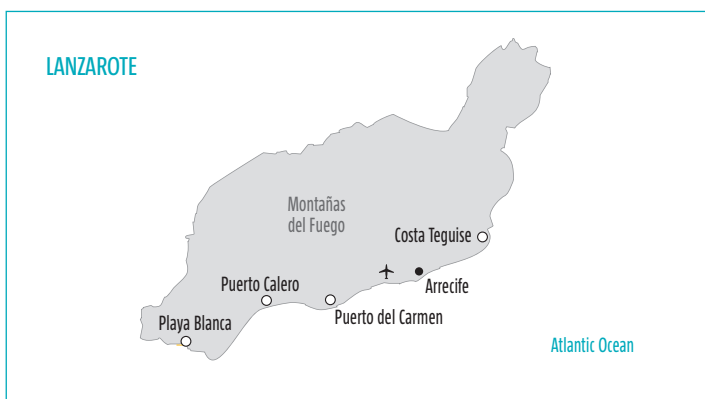 LANZAROTE
Montañas
del Fuego
Costa Teguise
Arrecife
Puerto Calero
Puerto del Carmen
Playa Blanca
Atlantic Ocean